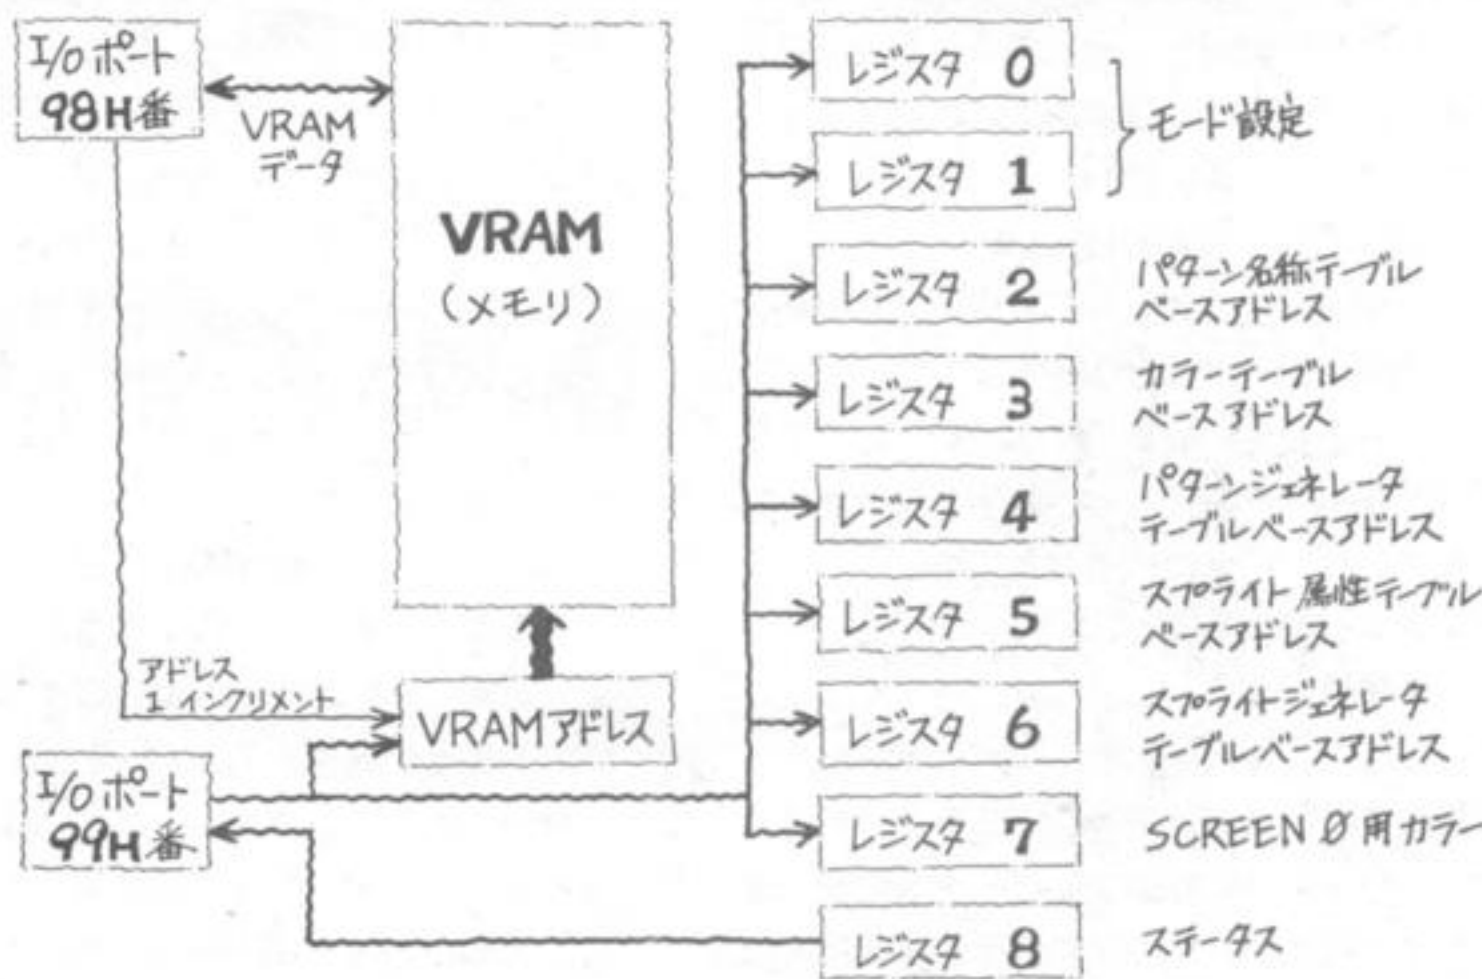 I/Oポート
98H番
VRAM
データ
VRAM
(メモリ)
アドレス
1インクリメント
VRAMアドレス
I/Oポート
99H番
レジスタ 0
レジスタ 1
モード設定
レジスタ 2
パターン名称テーブル
ベースアドレス
レジスタ 3
カラーテーブル
ベースアドレス
レジスタ 4
パターンジェネレータ
テーブルベースアドレス
レジスタ 5
スプライト属性テーブル
ベースアドレス
レジスタ 6
スプライトジェネレータ
テーブルベースアドレス
レジスタ 7
SCREEN Ø用カラー
レジスタ 8
ステータス